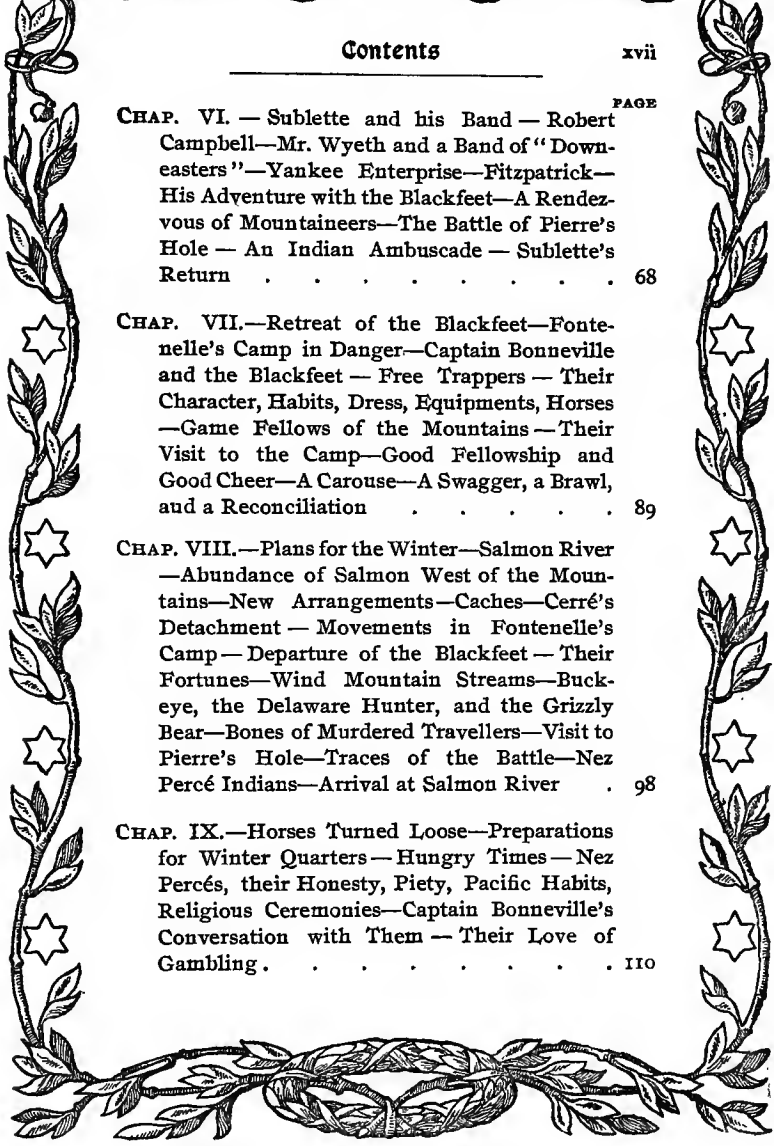 Contents xvii
PAGE
CHAP. VI. — Sublette and his Band — Robert
Campbell—Mr. Wyeth and a Band of "Down-
easters"—Yankee Enterprise—Fitzpatrick—
His Adventure with the Blackfeet—A Rendez-
vous of Mountaineers—The Battle of Pierre's
Hole — An Indian Ambuscade — Sublette's
Return . . . . . . . . 68
CHAP. VII.—Retreat of the Blackfeet—Fonte-
nelle's Camp in Danger—Captain Bonneville
and the Blackfeet — Free Trappers — Their
Character, Habits, Dress, Equipments, Horses
—Game Fellows of the Mountains—Their
Visit to the Camp—Good Fellowship and
Good Cheer—A Carouse—A Swagger, a Brawl,
and a Reconciliation . . . . . 89
CHAP. VIII.—Plans for the Winter—Salmon River
—Abundance of Salmon West of the Moun-
tains—New Arrangements—Caches—Cerré's
Detachment — Movements in Fontenelle's
Camp — Departure of the Blackfeet — Their
Fortunes—Wind Mountain Streams—Buck-
eye, the Delaware Hunter, and the Grizzly
Bear—Bones of Murdered Travellers—Visit to
Pierre's Hole—Traces of the Battle—Nez
Percé Indians—Arrival at Salmon River . 98
CHAP. IX.—Horses Turned Loose—Preparations
for Winter Quarters — Hungry Times — Nez
Percés, their Honesty, Piety, Pacific Habits,
Religious Ceremonies—Captain Bonneville's
Conversation with Them — Their Love of
Gambling . . . . . . . . 110